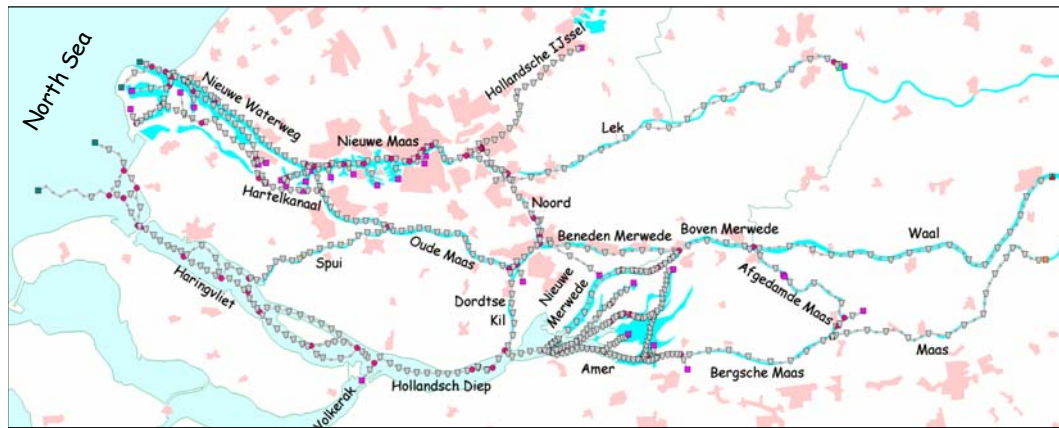 North Sea
Nieuwe Waterweg
Hollandsche IJssel
Nieuwe Maas
Lek
Hartelkanaal
Noord
Beneden Merwede
Boven Merwede
Waal
Oude Maas
Spui
Haringvliet
Dordtse
Kil
Nieuwe
Merwede
Afgedamde Maas
Maas
Amer
Bergsche Maas
Hollandsch Diep
Volkerak